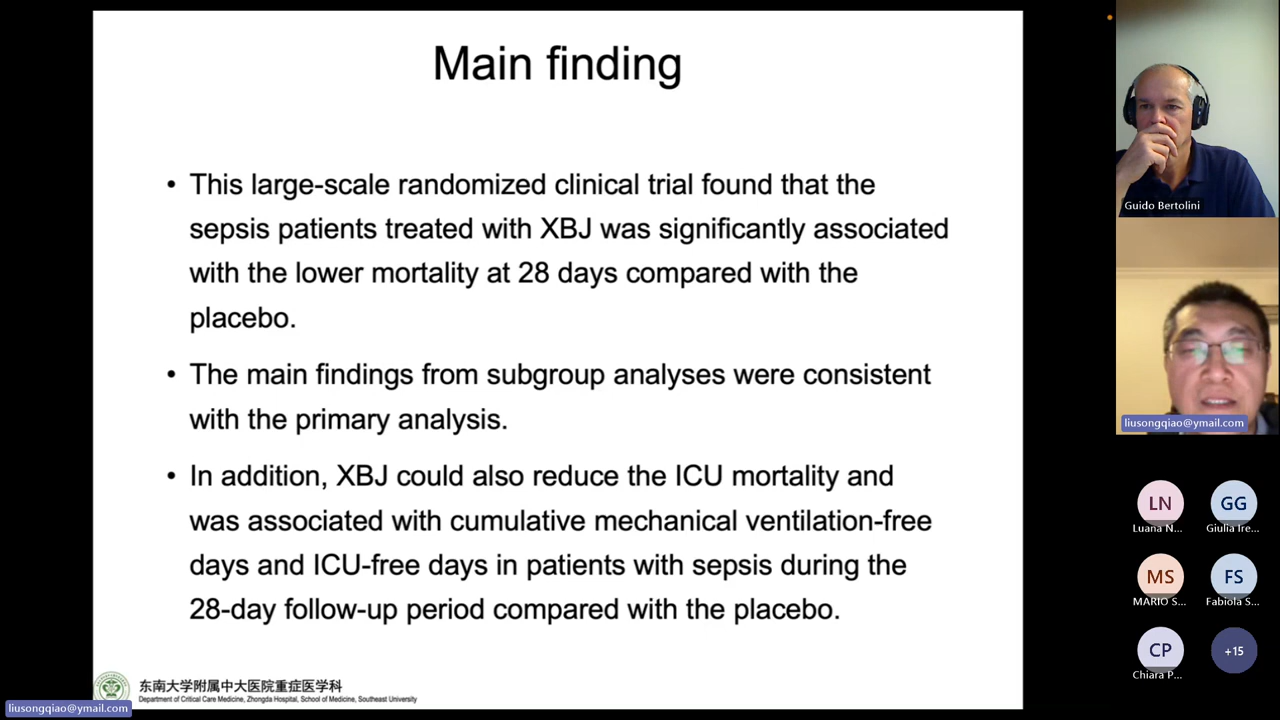 Main finding
• This large-scale randomized clinical trial found that the
sepsis patients treated with XBJ was significantly associated
with the lower mortality at 28 days compared with the
placebo.
• The main findings from subgroup analyses were consistent
with the primary analysis.
• In addition, XBJ could also reduce the ICU mortality and
was associated with cumulative mechanical ventilation-free
days and ICU-free days in patients with sepsis during the
28-day follow-up period compared with the placebo.
东南大学附属中大医院重症医学科
Department of Critical Care Medicine, Zhongda Hospital, School of Medicine, Southeast University
liusongqiao@ymail.com
Guido Bertolini
liusongqiao@ymail.com
LN
Luana N...
GG
Giulia Ire...
MS
MARIO S...
FS
Fabiola S...
CP
Chiara P...
+15